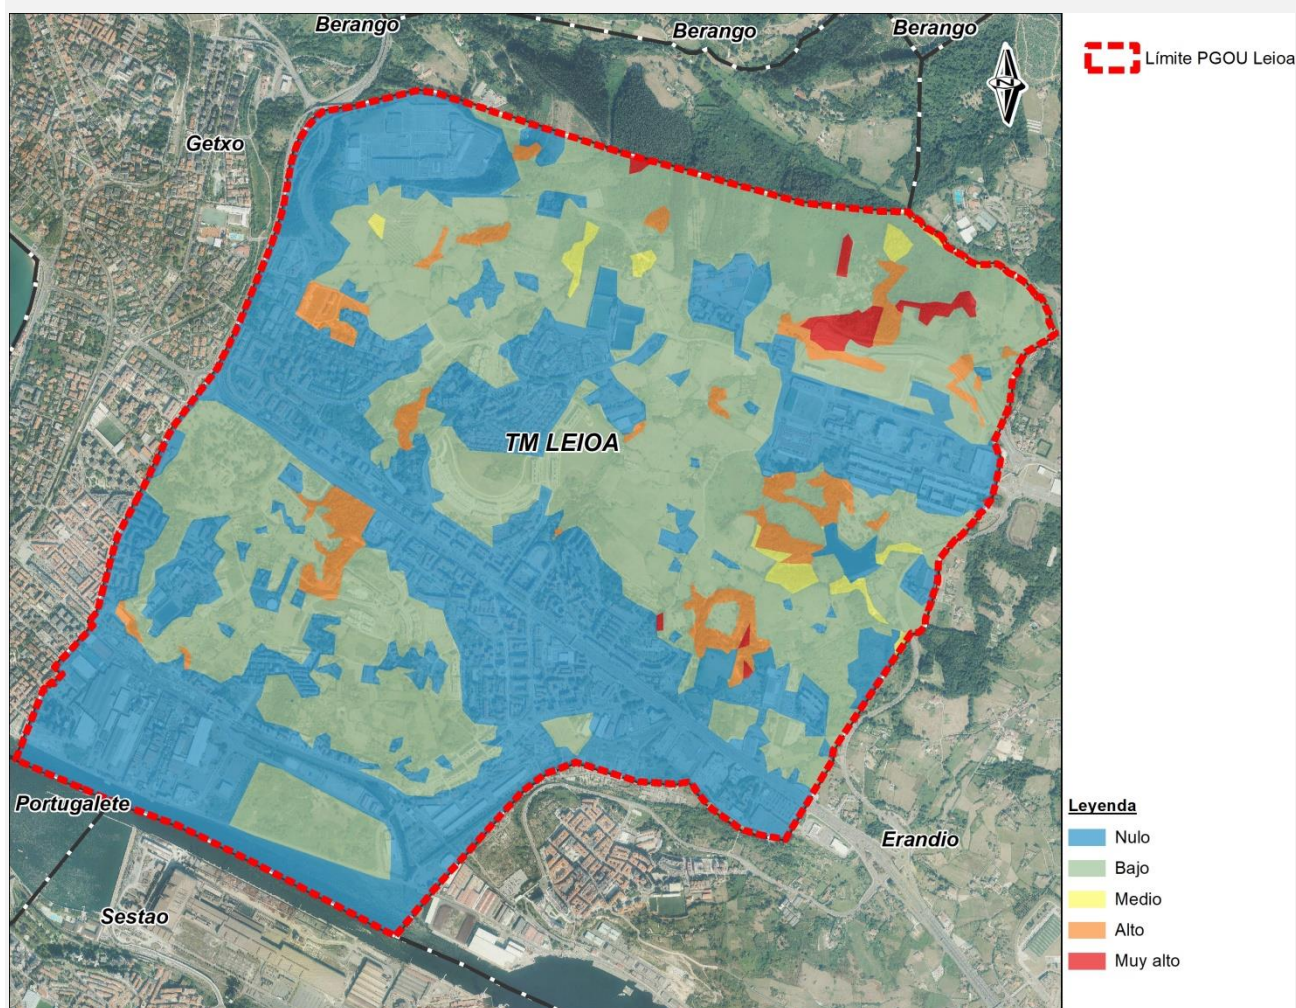 Berango
Berango
Berango
Límite PGOU Leioa
N
Getxo
TM LEIOA
Portugalete
Erandio
Sestao
Leyenda
Nulo
Bajo
Medio
Alto
Muy alto